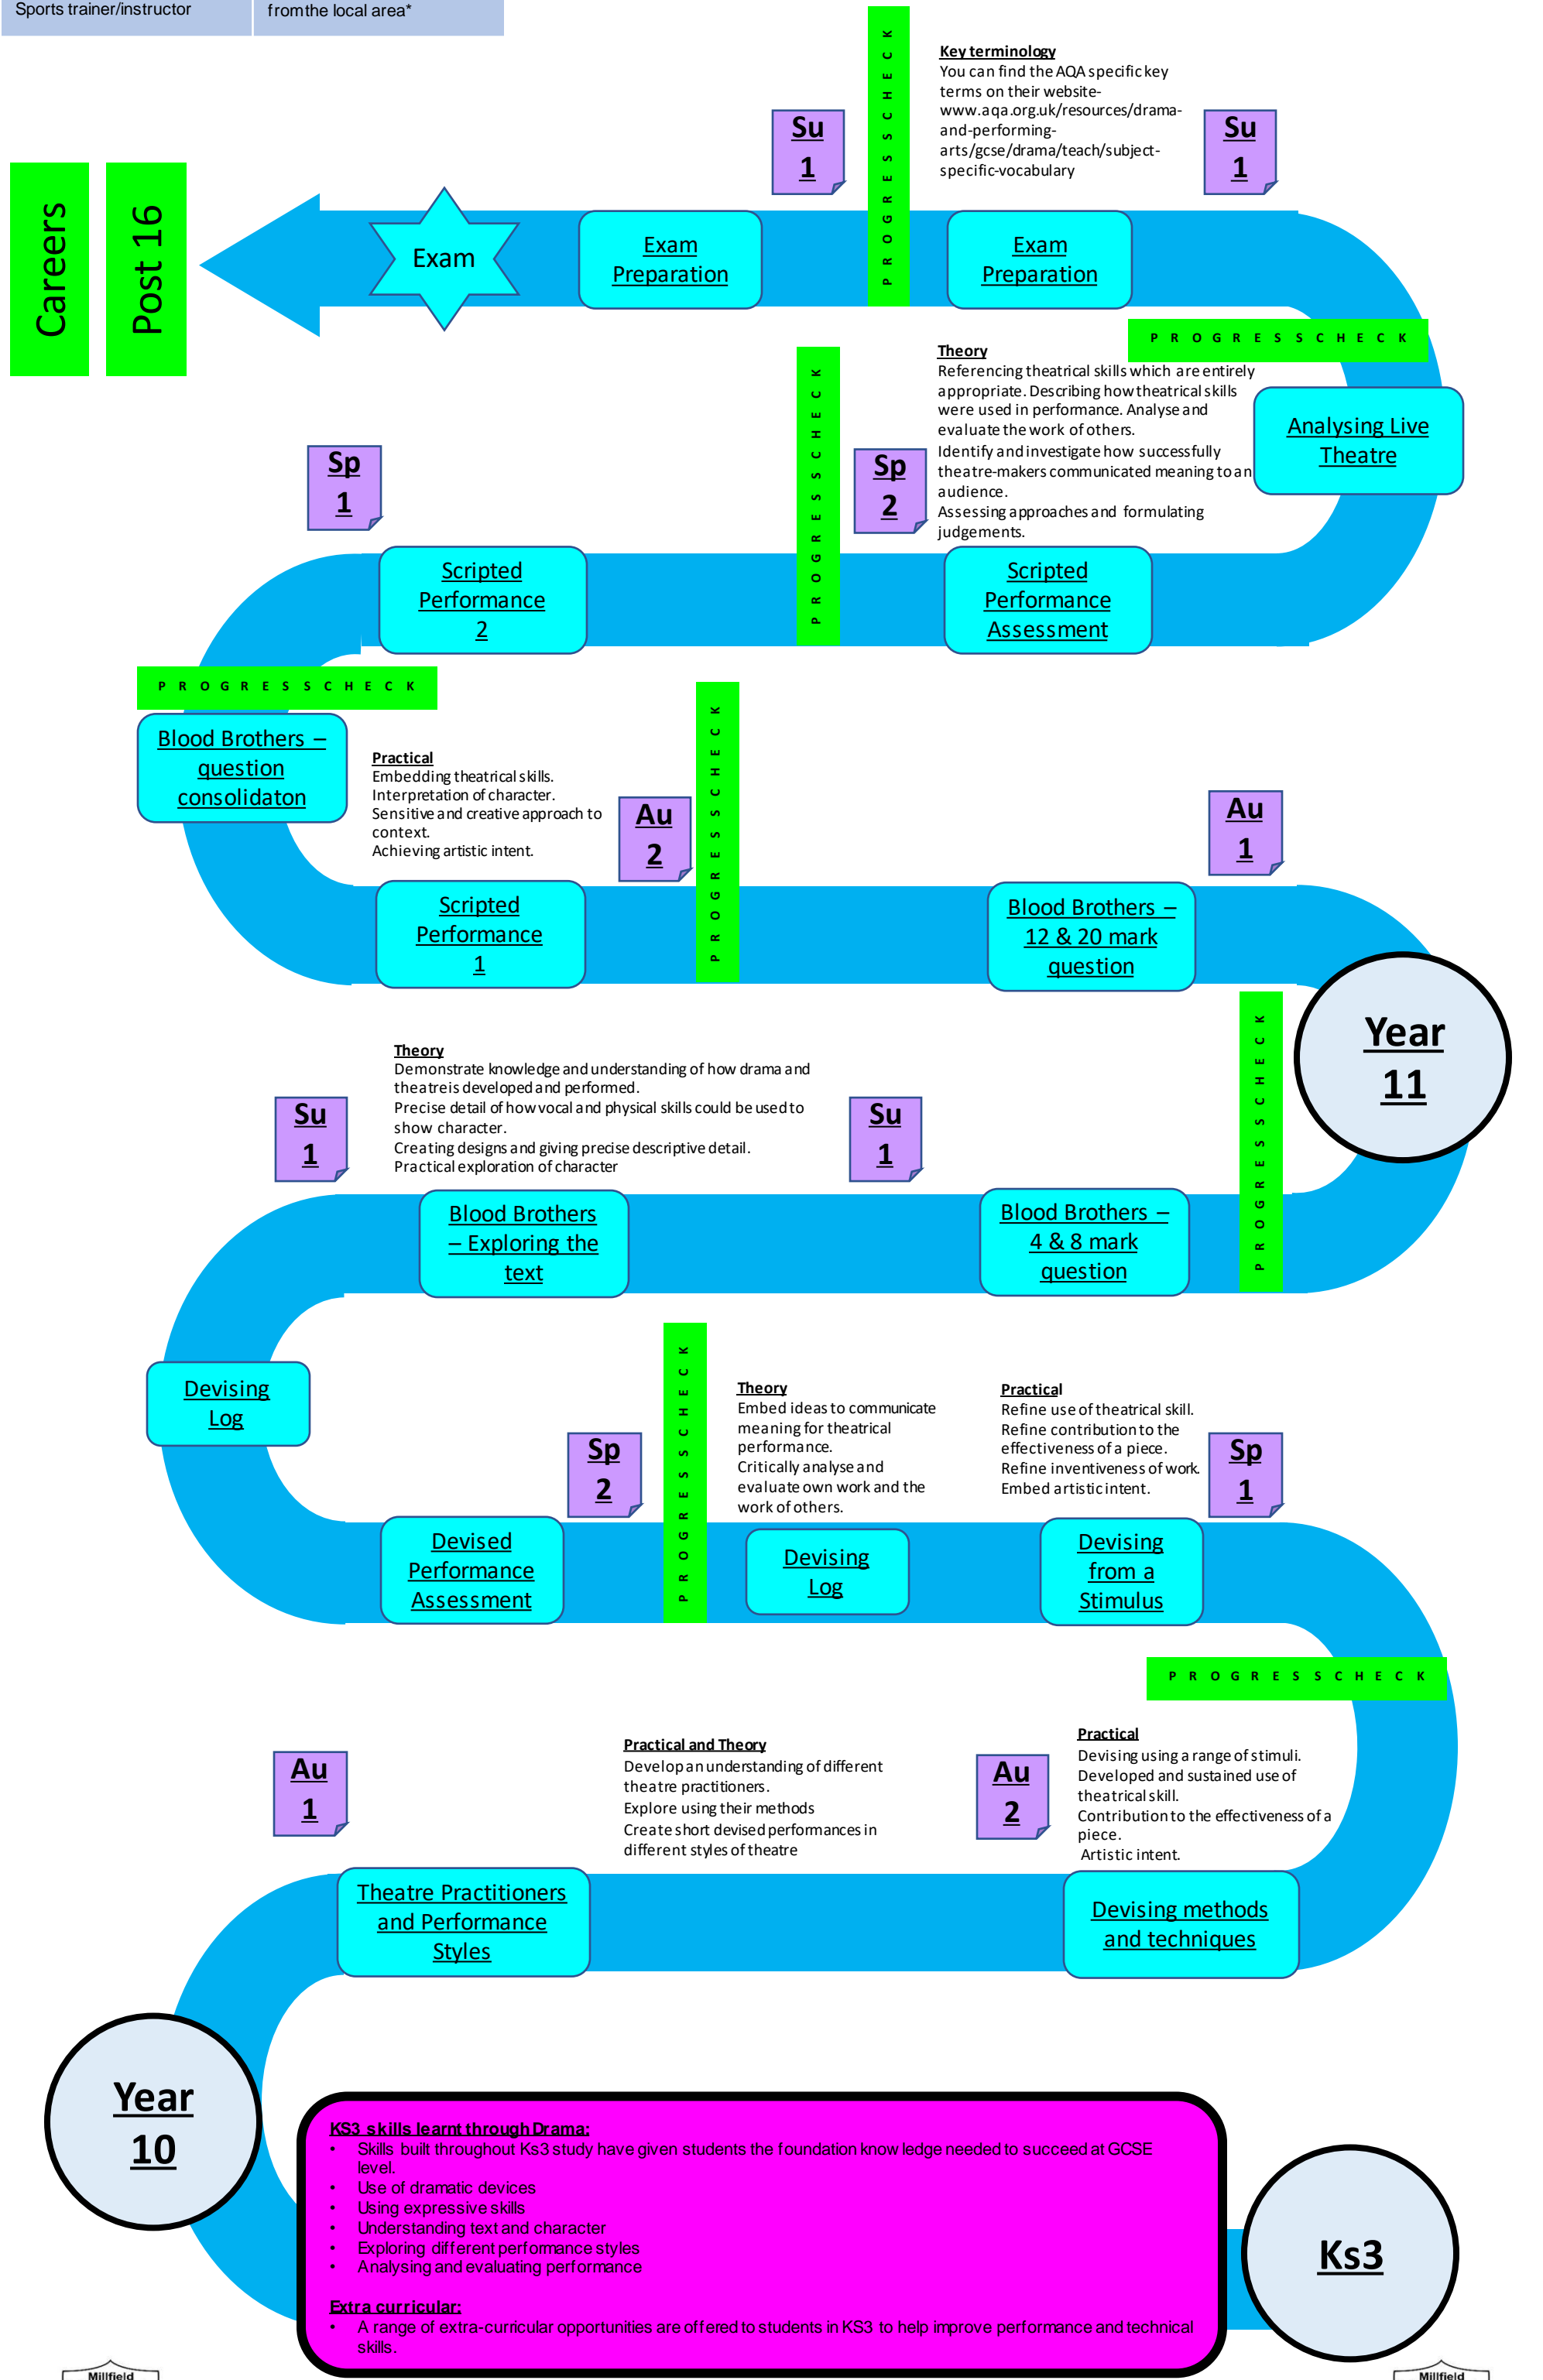 Sports trainer/instructor
from the local area*
Key terminology
You can find the AQA specific key
terms on their website-
www.aqa.org.uk/resources/drama-
and-performing-
arts/gcse/drama/teach/subject-
specific-vocabulary
Su
1
PROGRESS CHECK
Su
1
Careers
Post 16
Exam
Exam
Preparation
Exam
Preparation
PROGRESS CHECK
Theory
Referencing theatrical skills which are entirely
appropriate. Describing how theatrical skills
were used in performance. Analyse and
evaluate the work of others.
Identify and investigate how successfully
theatre-makers communicated meaning to an
audience.
Assessing approaches and formulating
judgements.
Analysing Live
Theatre
PROGRESS CHECK
Sp
1
Sp
2
Scripted
Performance
2
Scripted
Performance
Assessment
PROGRESS CHECK
Blood Brothers –
question
consolidaton
Practical
Embedding theatrical skills.
Interpretation of character.
Sensitive and creative approach to
context.
Achieving artistic intent.
Au
2
PROGRESS CHECK
Au
1
Scripted
Performance
1
Blood Brothers –
12 & 20 mark
question
Year
11
PROGRESS CHECK
Theory
Demonstrate knowledge and understanding of how drama and
theatre is developed and performed.
Precise detail of how vocal and physical skills could be used to
show character.
Creating designs and giving precise descriptive detail.
Practical exploration of character
Su
1
Su
1
Blood Brothers
– Exploring the
text
Blood Brothers –
4 & 8 mark
question
Devising
Log
PROGRESS CHECK
Theory
Embed ideas to communicate
meaning for theatrical
performance.
Critically analyse and
evaluate own work and the
work of others.
Practical
Refine use of theatrical skill.
Refine contribution to the
effectiveness of a piece.
Refine inventiveness of work.
Embed artistic intent.
Sp
2
Sp
1
Devised
Performance
Assessment
Devising
Log
Devising
from a
Stimulus
PROGRESS CHECK
Au
1
Practical and Theory
Develop an understanding of different
theatre practitioners.
Explore using their methods
Create short devised performances in
different styles of theatre
Au
2
Practical
Devising using a range of stimuli.
Developed and sustained use of
theatrical skill.
Contribution to the effectiveness of a
piece.
Artistic intent.
Theatre Practitioners
and Performance
Styles
Devising methods
and techniques
Year
10
KS3 skills learnt through Drama:
• Skills built throughout Ks3 study have given students the foundation knowledge needed to succeed at GCSE
level.
• Use of dramatic devices
• Using expressive skills
• Understanding text and character
• Exploring different performance styles
• Analysing and evaluating performance
Extra curricular:
• A range of extra-curricular opportunities are offered to students in KS3 to help improve performance and technical
skills.
Ks3
Millfield
Millfield